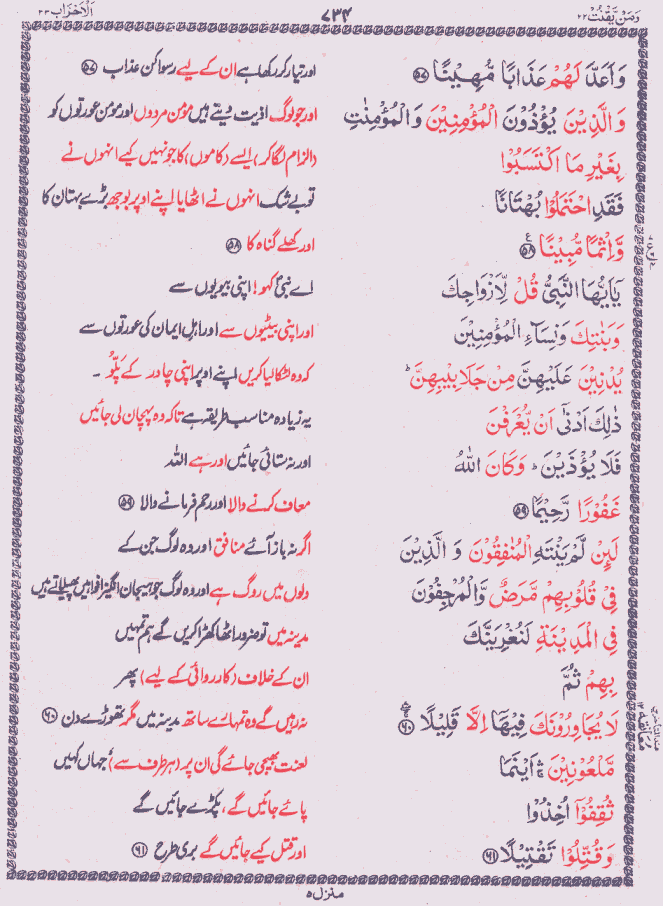 وَمَنْ يَّقْنُتْ ٢٢
٧٣٤
اَلْاَحْزَاب ٣٣
وَاَعَدَّ لَهُمْ عَذَابًا مُّهِيْنًا ﴿٥٧﴾
اور تیار کر رکھا ہے ان کے لیے رسوا کن عذاب ﴿٥٧﴾
وَالَّذِيْنَ يُؤْذُوْنَ الْمُؤْمِنِيْنَ وَالْمُؤْمِنٰتِ
اور جو لوگ اذیت دیتے ہیں مؤمن مردوں اور مؤمن عورتوں کو
بِغَيْرِ مَا اكْتَسَبُوْا
(الزام لگا کر) ایسے (کاموں) کا جو نہیں کیے انہوں نے
فَقَدِ احْتَمَلُوْا بُهْتَانًا
تو بے شک انہوں نے اٹھایا اپنے اوپر بوجھ بڑے بہتان کا
وَّاِثْمًا مُّبِيْنًا ﴿٥٨﴾
اور کھلے گناہ کا ﴿٥٨﴾
يٰۤاَيُّهَا النَّبِىُّ قُلْ لِّاَزْوَاجِكَ
اے نبی کہو! اپنی بیویوں سے
وَبَنٰتِكَ وَنِسَآءِ الْمُؤْمِنِيْنَ
اور اپنی بیٹیوں سے اور اہل ایمان کی عورتوں سے
يُدْنِيْنَ عَلَيْهِنَّ مِنْ جَلَابِيْبِهِنَّ ؕ
کہ وہ لٹکا لیا کریں اپنے اوپر اپنی چادر کے پلّو ۔
ذٰلِكَ اَدْنٰۤى اَنْ يُّعْرَفْنَ
یہ زیادہ مناسب طریقہ ہے تاکہ وہ پہچان لی جائیں
فَلَا يُؤْذَيْنَ ؕ وَكَانَ اللّٰهُ
اور نہ ستائی جائیں اور ہے اللہ
غَفُوْرًا رَّحِيْمًا ﴿٥٩﴾
معاف کرنے والا اور رحم فرمانے والا ﴿٥٩﴾
لَئِنْ لَّمْ يَنْتَهِ الْمُنٰفِقُوْنَ وَ الَّذِيْنَ
اگر نہ باز آئے منافق اور وہ لوگ جن کے
فِىْ قُلُوْبِهِمْ مَّرَضٌ وَّالْمُرْجِفُوْنَ
دلوں میں روگ ہے اور وہ لوگ جو ہیجان انگیز افواہیں پھیلاتے ہیں
فِى الْمَدِيْنَةِ لَنُغْرِيَنَّكَ
مدینہ میں تو ضرور اٹھا کھڑا کریں گے ہم تمہیں
بِهِمْ ثُمَّ
ان کے خلاف (کارروائی کے لیے) پھر
لَا يُجَاوِرُوْنَكَ فِيْهَاۤ اِلَّا قَلِيْلًا ﴿٦٠﴾
نہ رہیں گے وہ تمہارے ساتھ مدینہ میں مگر تھوڑے دن ﴿٦٠﴾
مَّلْعُوْنِيْنَ ۛۚ اَيْنَمَا
لعنت بھیجی جائے گی ان پر (ہر طرف سے) جہاں کہیں
ثُقِفُوْۤا اُخِذُوْا
پائے جائیں گے، پکڑے جائیں گے
وَقُتِّلُوْا تَقْتِيْلًا ﴿٦١﴾
اور قتل کیے جائیں گے بری طرح ﴿٦١﴾
منزل ٥